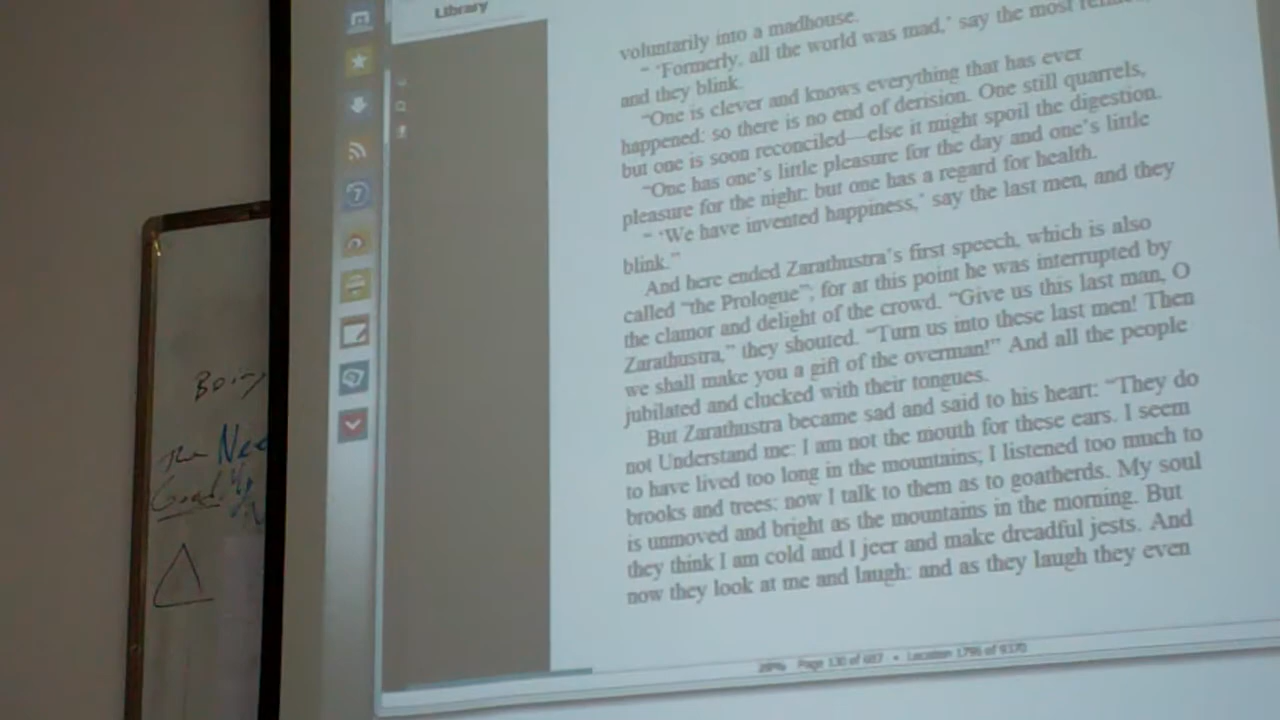 Library
voluntarily into a madhouse.
“ ‘Formerly, all the world was mad,’ say the most
and they blink.
“One is clever and knows everything that has ever
happened: so there is no end of derision. One still quarrels,
but one is soon reconciled—else it might spoil the digestion.
“One has one’s little pleasure for the day and one’s little
pleasure for the night: but one has a regard for health.
“ ‘We have invented happiness,’ say the last men, and they
blink.”
And here ended Zarathustra’s first speech, which is also
called “the Prologue”; for at this point he was interrupted by
the clamor and delight of the crowd. “Give us this last man, O
Zarathustra,” they shouted. “Turn us into these last men! Then
we shall make you a gift of the overman!” And all the people
jubilated and clucked with their tongues.
But Zarathustra became sad and said to his heart: “They do
not Understand me: I am not the mouth for these ears. I seem
to have lived too long in the mountains; I listened too much to
brooks and trees: now I talk to them as to goatherds. My soul
is unmoved and bright as the mountains in the morning. But
they think I am cold and I jeer and make dreadful jests. And
now they look at me and laugh: and as they laugh they even
Page 130 of 687 • Location 1796 of 9370
The
Good